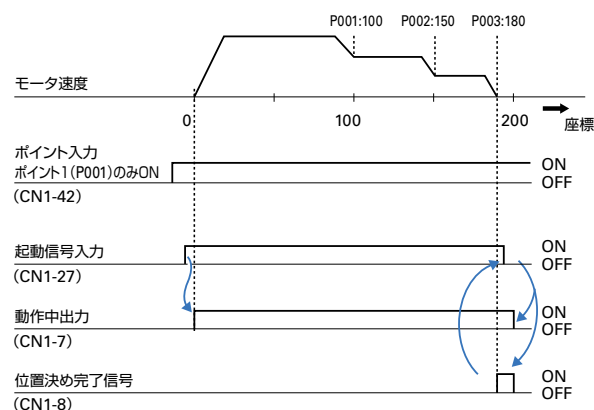 P001:100 P002:150 P003:180
モータ速度
0 100 200
座標
ポイント入力
ポイント1(P001)のみON
(CN1-42)
ON
OFF
起動信号入力
(CN1-27)
ON
OFF
動作中出力
(CN1-7)
ON
OFF
位置決め完了信号
(CN1-8)
ON
OFF